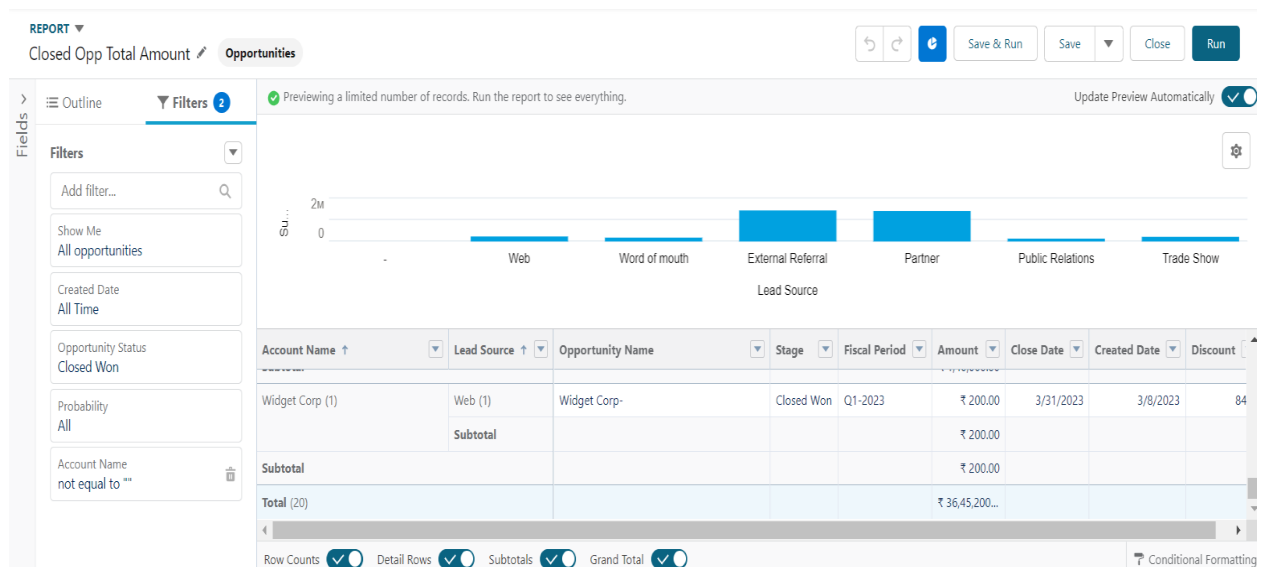 REPORT
Closed Opp Total Amount
Opportunities
Save & Run
Save
Close
Run
Fields
Outline
Filters 2
Previewing a limited number of records. Run the report to see everything.
Update Preview Automatically
Filters
Add filter...
Show Me
All opportunities
Created Date
All Time
Opportunity Status
Closed Won
Probability
All
Account Name
not equal to ""
Su...
2M
0
- Web Word of mouth External Referral Partner Public Relations Trade Show
Lead Source
Account Name ↑ Lead Source ↑ Opportunity Name Stage Fiscal Period Amount Close Date Created Date Discount
Widget Corp (1) Web (1) Widget Corp- Closed Won Q1-2023 ₹ 200.00 3/31/2023 3/8/2023 84
Subtotal ₹ 200.00
Subtotal ₹ 200.00
Total (20) ₹ 36,45,200...
Row Counts Detail Rows Subtotals Grand Total Conditional Formatting